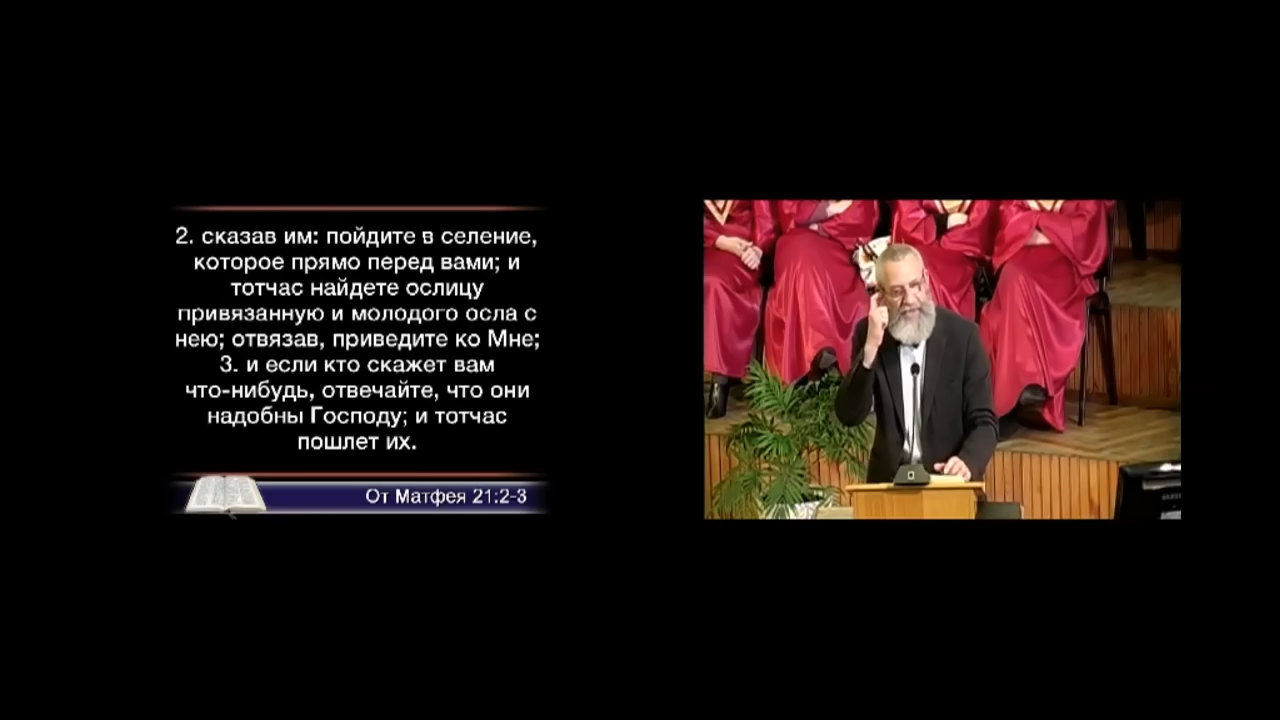 2. сказав им: пойдите в селение,
которое прямо перед вами; и
тотчас найдете ослицу
привязанную и молодого осла с
нею; отвязав, приведите ко Мне;
3. и если кто скажет вам
что-нибудь, отвечайте, что они
надобны Господу; и тотчас
пошлет их.
От Матфея 21:2-3